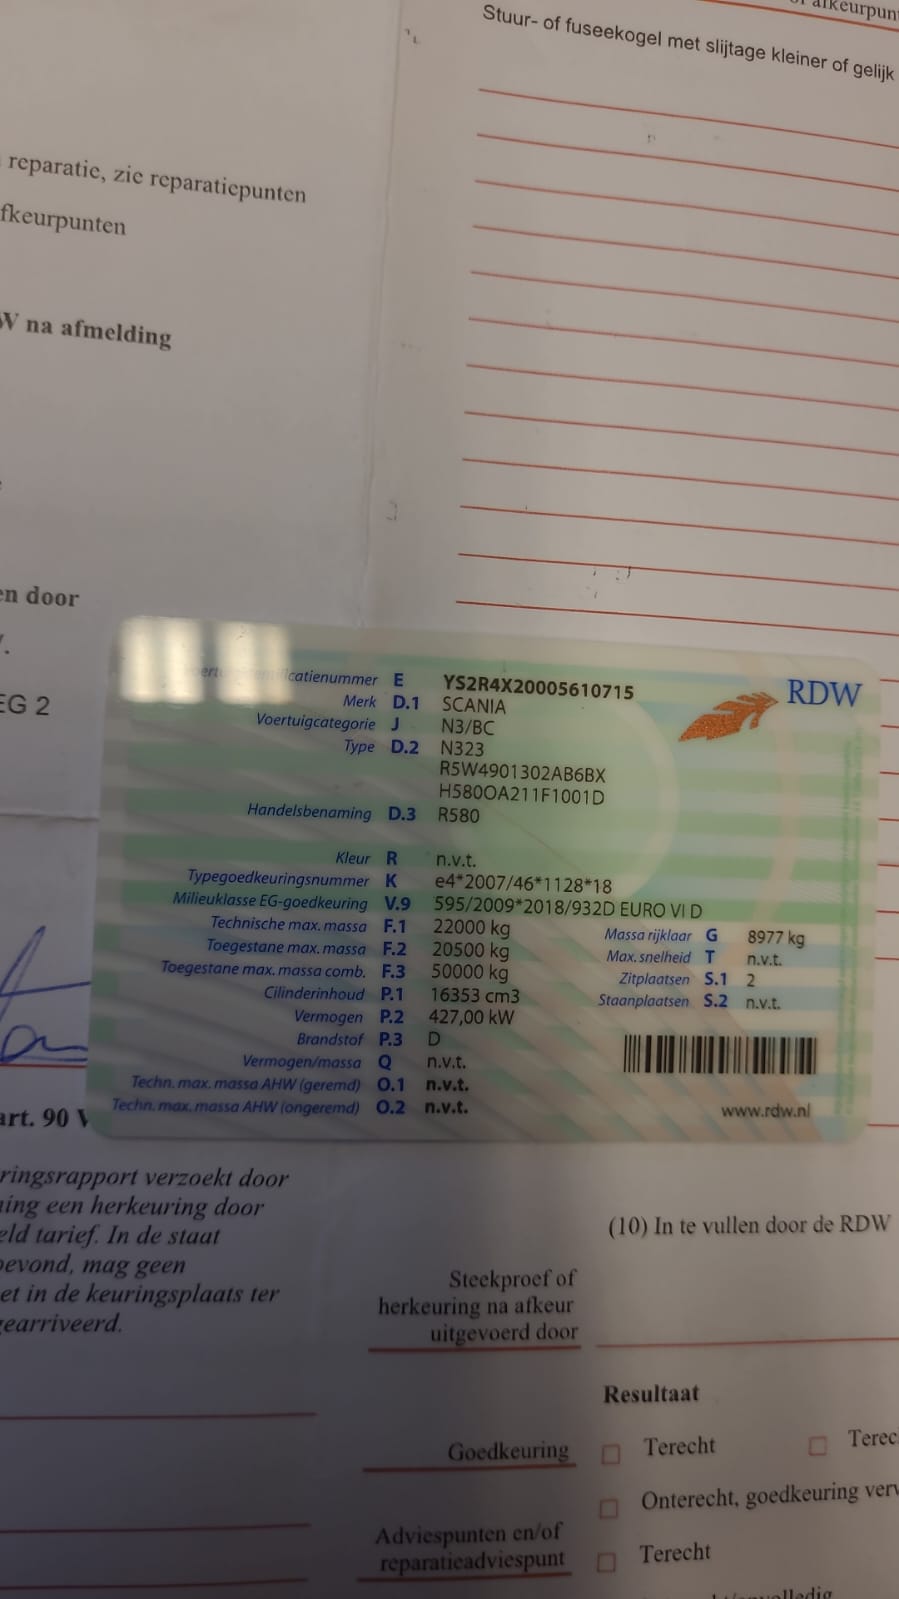 afkeurpunt
Stuur- of fuseekogel met slijtage kleiner of gelijk
reparatie, zie reparatiepunten
fkeurpunten
W na afmelding
en door
EG 2
catienummer E YS2R4X20005610715
Merk D.1 SCANIA
Voertuigcategorie J N3/BC
Type D.2 N323
R5W4901302AB6BX
H580OA211F1001D
Handelsbenaming D.3 R580
RDW
Kleur R n.v.t.
Typegoedkeuringsnummer K e4*2007/46*1128*18
Milieuklasse EG-goedkeuring V.9 595/2009*2018/932D EURO VI D
Technische max. massa F.1 22000 kg Massa rijklaar G 8977 kg
Toegestane max. massa F.2 20500 kg Max. snelheid T n.v.t.
Toegestane max. massa comb. F.3 50000 kg Zitplaatsen S.1 2
Cilinderinhoud P.1 16353 cm3 Staanplaatsen S.2 n.v.t.
Vermogen P.2 427,00 kW
Brandstof P.3 D
Vermogen/massa Q n.v.t.
Techn. max. massa AHW (geremd) O.1 n.v.t.
Techn. max. massa AHW (ongeremd) O.2 n.v.t.
www.rdw.nl
art. 90 V
ringsrapport verzoekt door
ning een herkeuring door
eld tarief. In de staat
bevond, mag geen
et in de keuringsplaats ter
gearriveerd.
(10) In te vullen door de RDW
Steekproef of
herkeuring na afkeur
uitgevoerd door
Resultaat
Goedkeuring Terecht Terec
Onterecht, goedkeuring verv
Adviespunten en/of
reparatieadviespunt Terecht